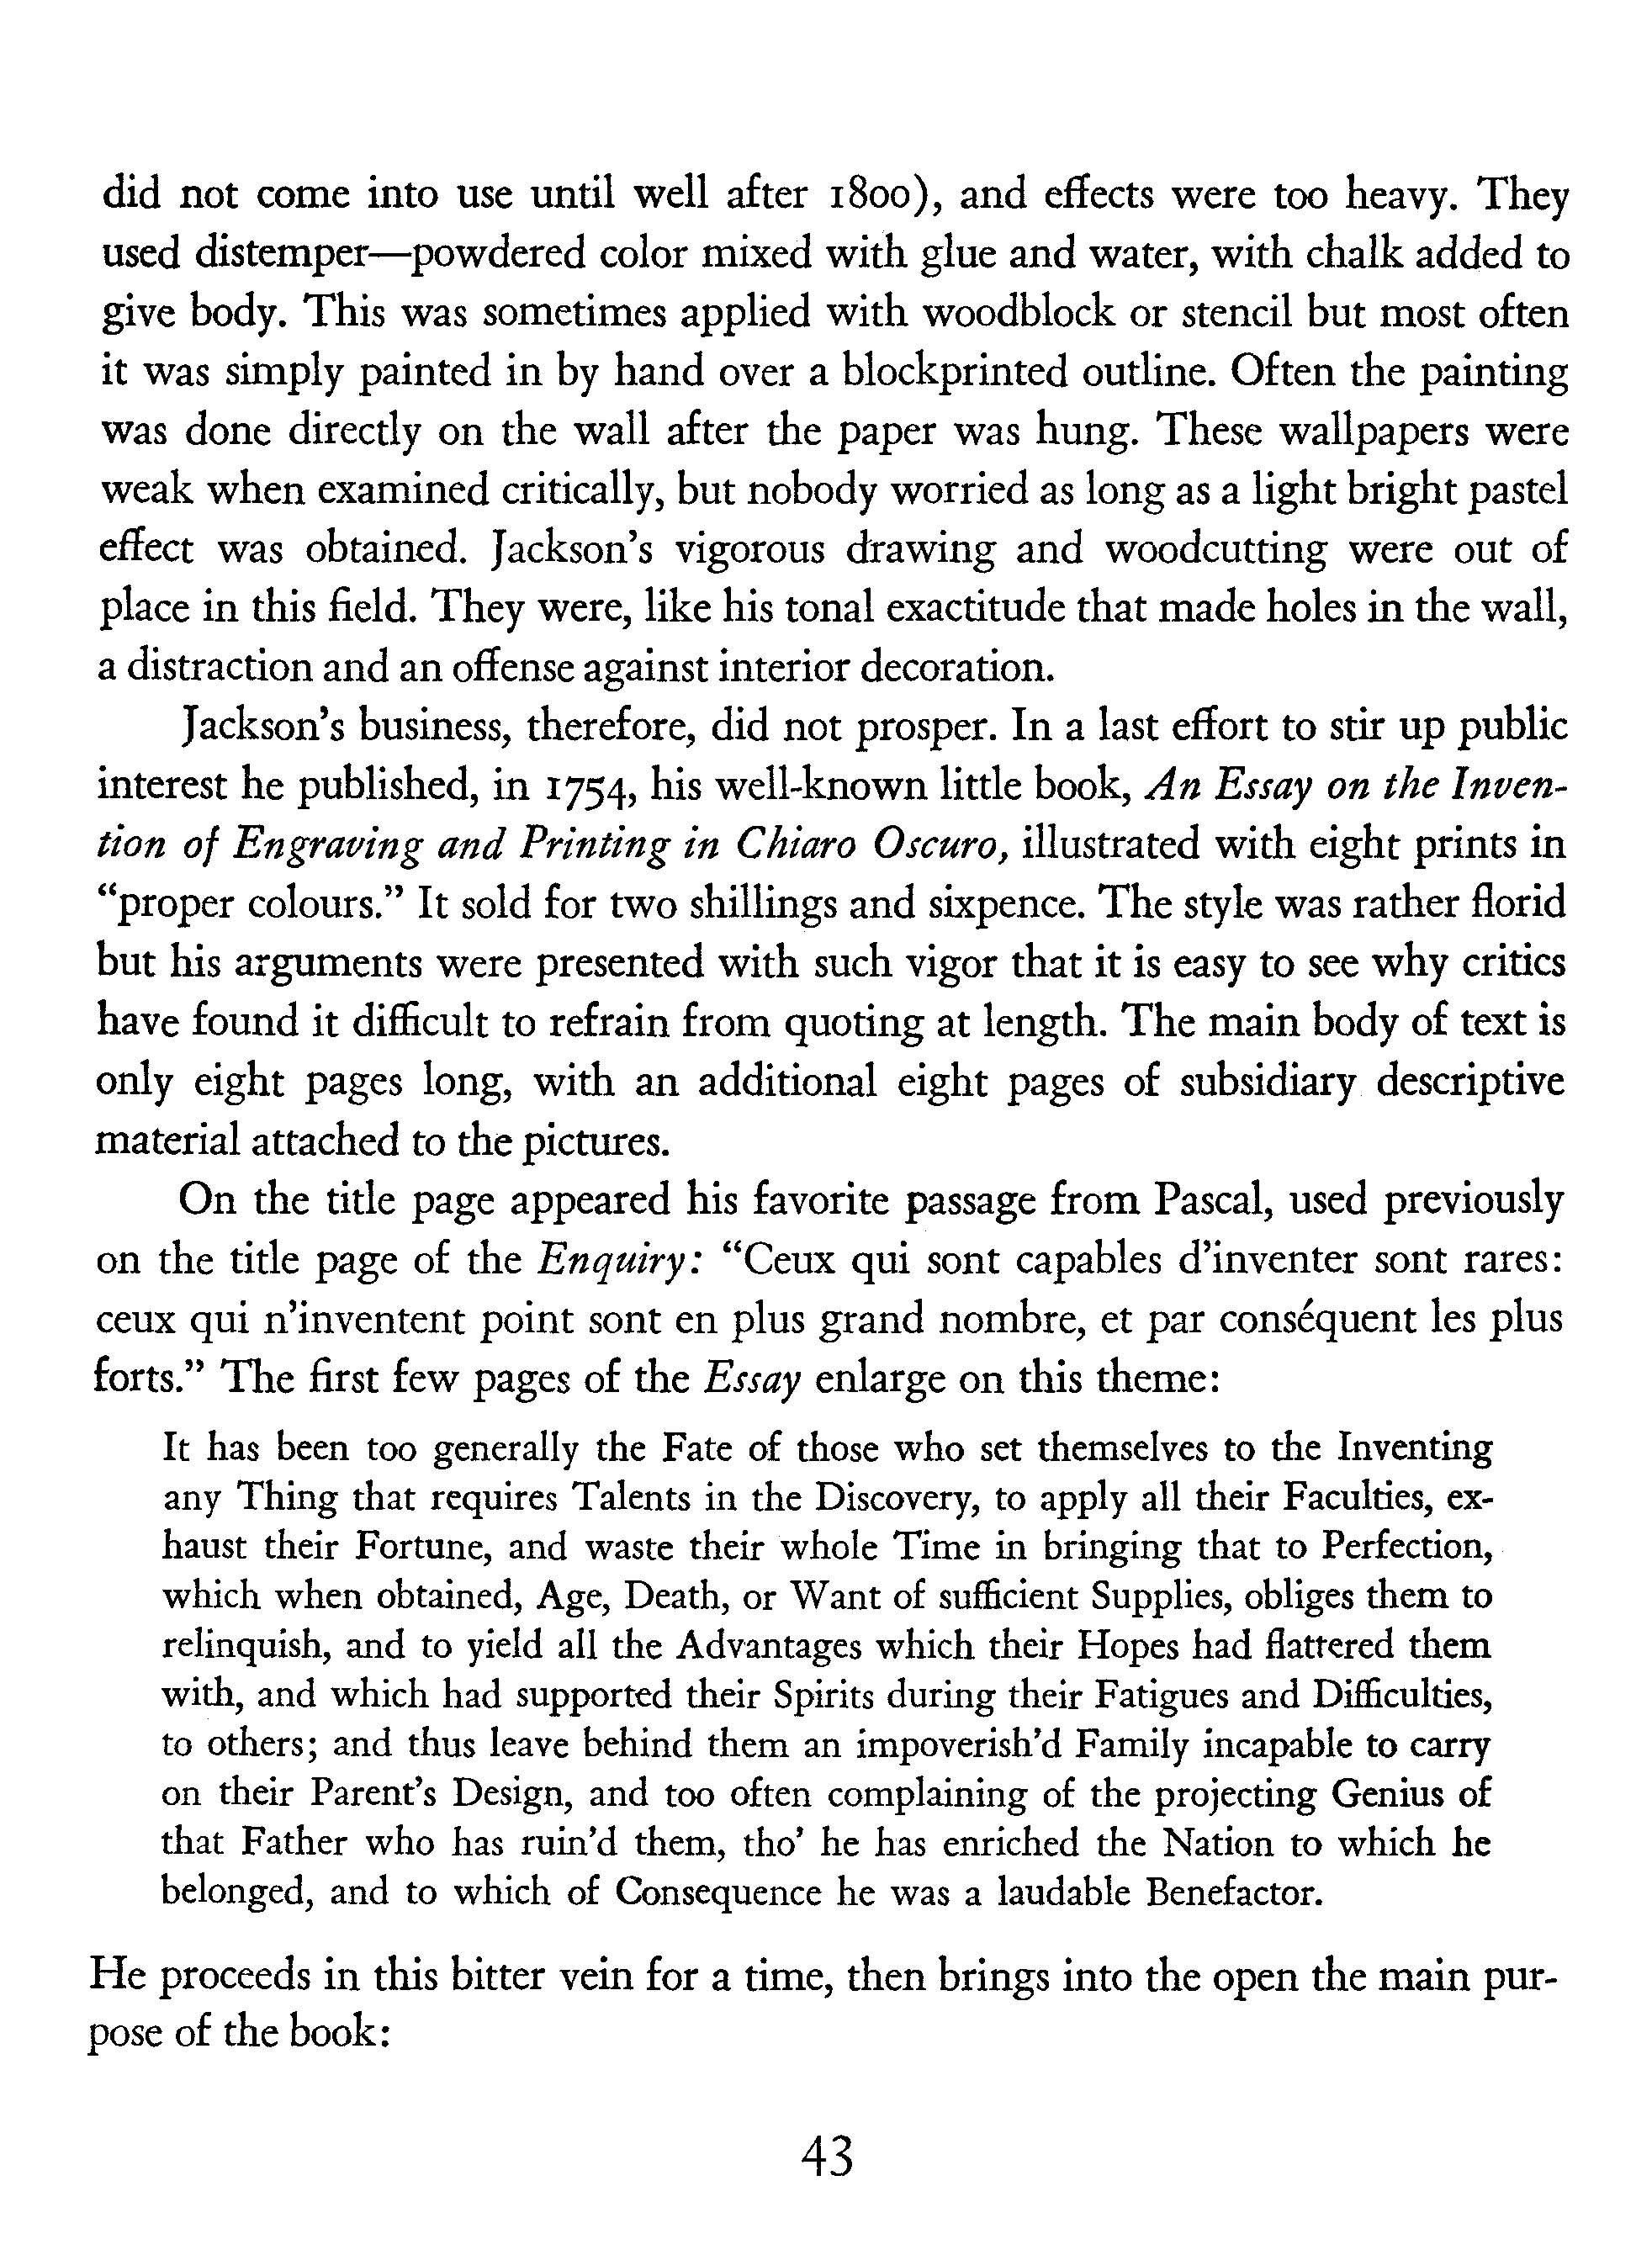 did not come into use until well after 1800), and effects were too heavy. They
used distemper—powdered color mixed with glue and water, with chalk added to
give body. This was sometimes applied with woodblock or stencil but most often
it was simply painted in by hand over a blockprinted outline. Often the painting
was done directly on the wall after the paper was hung. These wallpapers were
weak when examined critically, but nobody worried as long as a light bright pastel
effect was obtained. Jackson's vigorous drawing and woodcutting were out of
place in this field. They were, like his tonal exactitude that made holes in the wall,
a distraction and an offense against interior decoration.
Jackson's business, therefore, did not prosper. In a last effort to stir up public
interest he published, in 1754, his well-known little book, An Essay on the Inven-
tion of Engraving and Printing in Chiaro Oscuro, illustrated with eight prints in
“proper colours.” It sold for two shillings and sixpence. The style was rather florid
but his arguments were presented with such vigor that it is easy to see why critics
have found it difficult to refrain from quoting at length. The main body of text is
only eight pages long, with an additional eight pages of subsidiary descriptive
material attached to the pictures.
On the title page appeared his favorite passage from Pascal, used previously
on the title page of the Enquiry: “Ceux qui sont capables d'inventer sont rares:
ceux qui n'inventent point sont en plus grand nombre, et par conséquent les plus
forts.” The first few pages of the Essay enlarge on this theme:
It has been too generally the Fate of those who set themselves to the Inventing
any Thing that requires Talents in the Discovery, to apply all their Faculties, ex-
haust their Fortune, and waste their whole Time in bringing that to Perfection,
which when obtained, Age, Death, or Want of sufficient Supplies, obliges them to
relinquish, and to yield all the Advantages which their Hopes had flattered them
with, and which had supported their Spirits during their Fatigues and Difficulties,
to others; and thus leave behind them an impoverish'd Family incapable to carry
on their Parent's Design, and too often complaining of the projecting Genius of
that Father who has ruin'd them, tho' he has enriched the Nation to which he
belonged, and to which of Consequence he was a laudable Benefactor.
He proceeds in this bitter vein for a time, then brings into the open the main pur-
pose of the book:
43